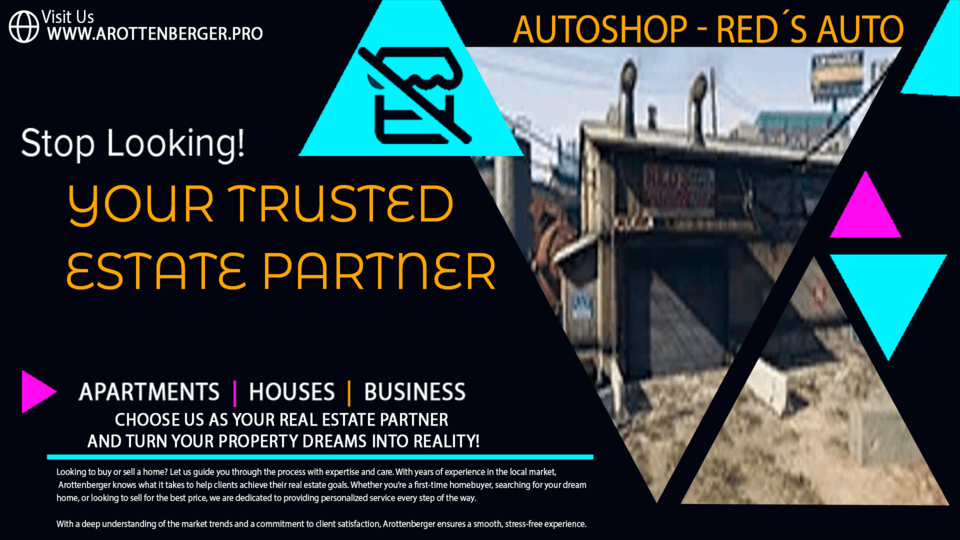 Visit Us
WWW.AROTTENBERGER.PRO
AUTOSHOP - RED´S AUTO
Stop Looking!
YOUR TRUSTED
ESTATE PARTNER
RED'S
APARTMENTS | HOUSES | BUSINESS
CHOOSE US AS YOUR REAL ESTATE PARTNER
AND TURN YOUR PROPERTY DREAMS INTO REALITY!
Looking to buy or sell a home? Let us guide you through the process with expertise and care. With years of experience in the local market,
Arottenberger knows what it takes to help clients achieve their real estate goals. Whether you're a first-time homebuyer, searching for your dream
home, or looking to sell for the best price, we are dedicated to providing personalized service every step of the way.
With a deep understanding of the market trends and a commitment to client satisfaction, Arottenberger ensures a smooth, stress-free experience.